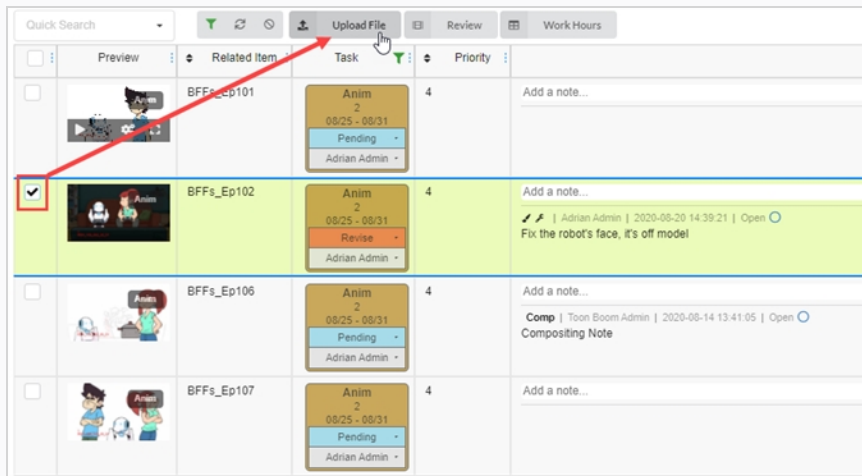 Quick Search
Upload File
Review
Work Hours
Preview
Related Item
Task
Priority
Anim
BFFs_Ep101
Anim
2
08/25 - 08/31
Pending
Adrian Admin
4
Add a note...
Anim
BFFs_Ep102
Anim
2
08/25 - 08/31
Revise
Adrian Admin
4
Add a note...
| Adrian Admin | 2020-08-20 14:39:21 | Open
Fix the robot's face, it's off model
Anim
BFFs_Ep106
Anim
2
08/25 - 08/31
Pending
Adrian Admin
4
Add a note...
Comp | Toon Boom Admin | 2020-08-14 13:41:05 | Open
Compositing Note
Anim
BFFs_Ep107
Anim
2
08/25 - 08/31
Pending
Adrian Admin
4
Add a note...